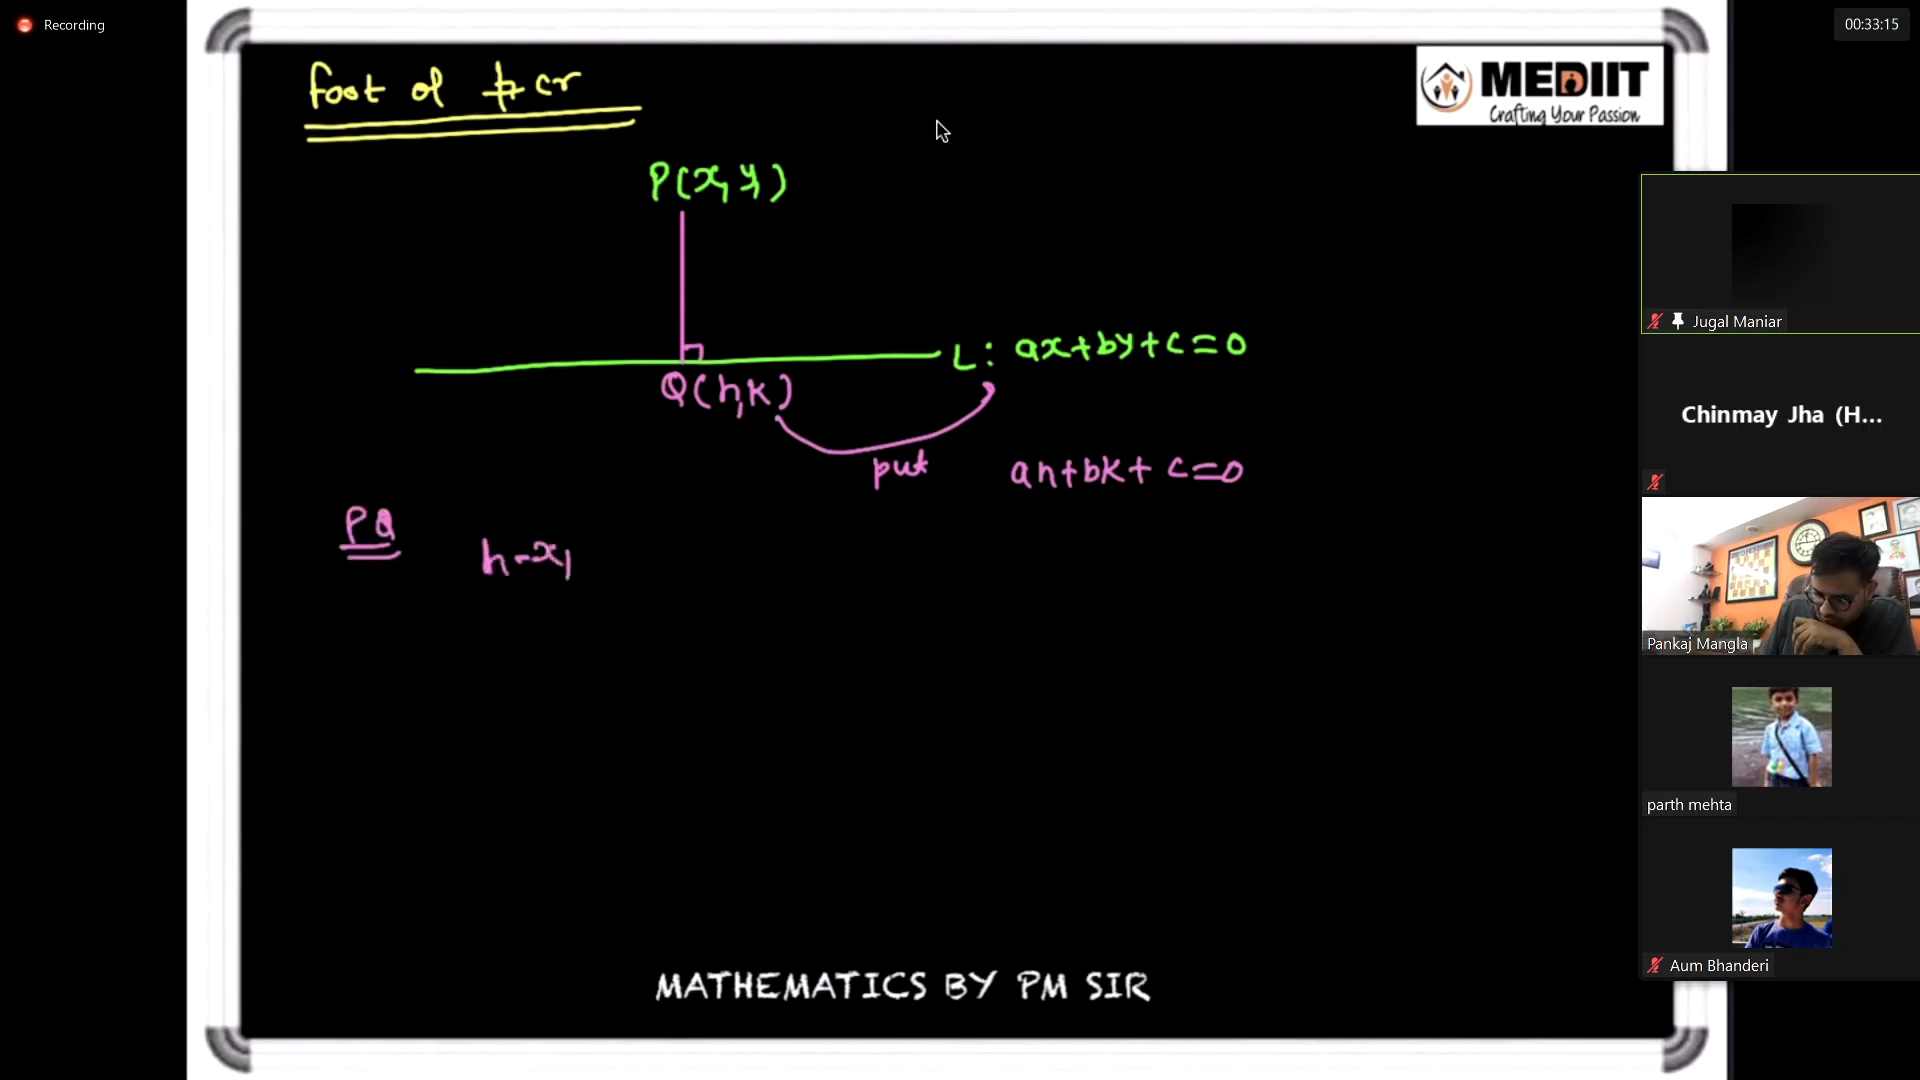 Recording
00:33:15
foot of ⊥cr
MEDIIT
Crafting Your Passion
P(x₁ y₁)
L: ax+by+c=0
Q(h,k)
put
ah+bk+c=0
PQ
h-x₁
Jugal Maniar
Chinmay Jha (H...
Pankaj Mangla
parth mehta
Aum Bhanderi
MATHEMATICS BY PM SIR